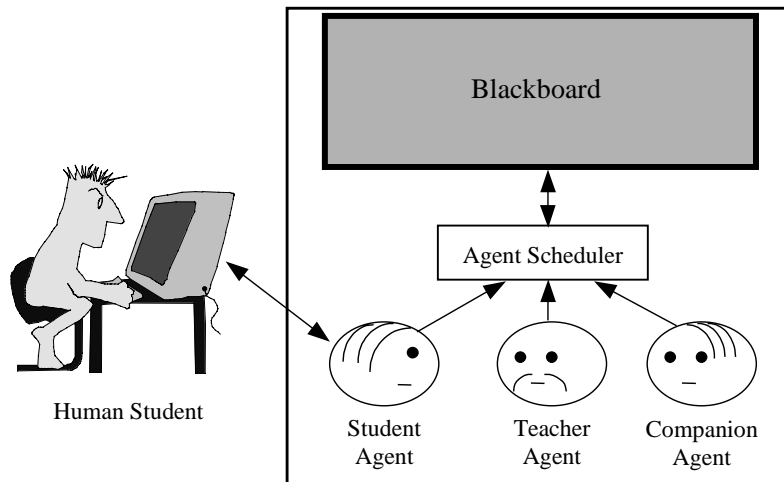 Blackboard
Agent Scheduler
Human Student
Student
Agent
Teacher
Agent
Companion
Agent